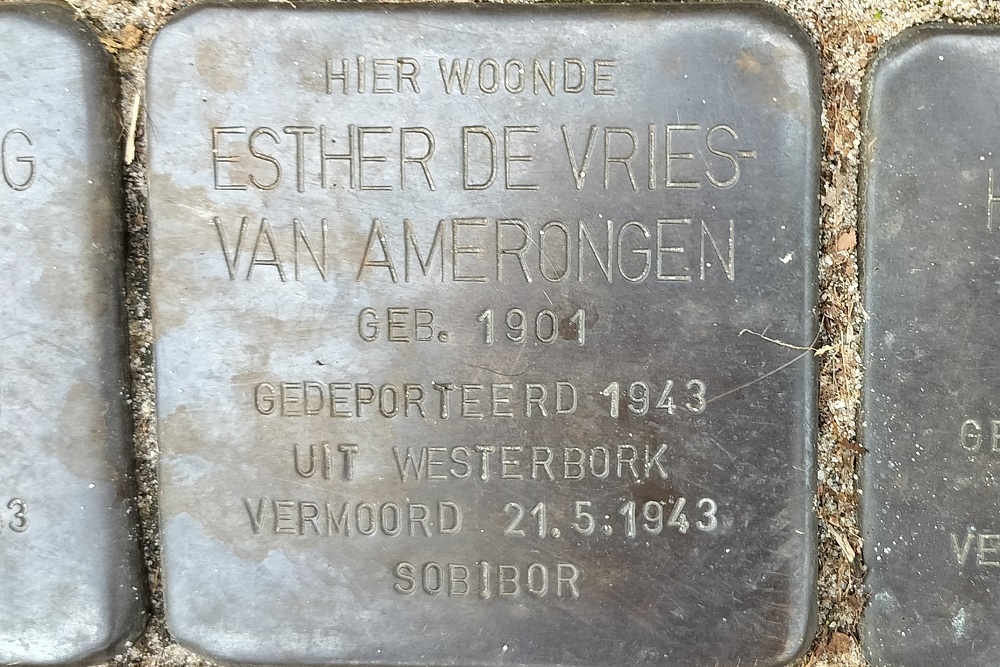 HIER WOONDE
ESTHER DE VRIES-
VAN AMERONGEN
GEB. 1901
GEDEPORTEERD 1943
UIT WESTERBORK
VERMOORD 21.5.1943
SOBIBOR